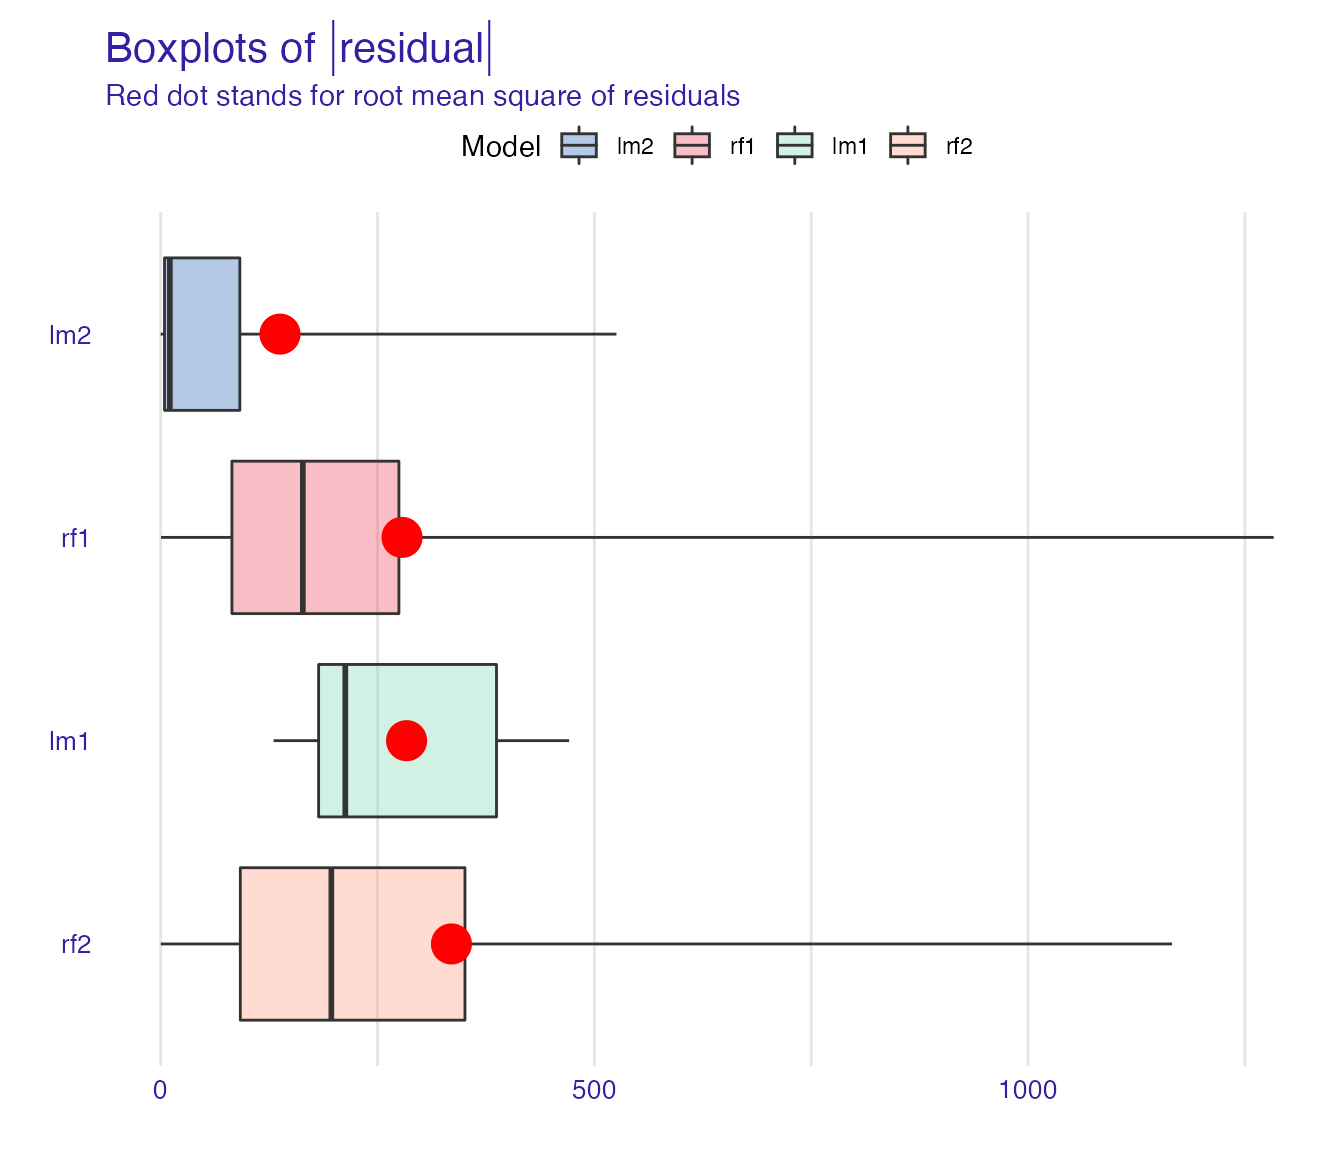 Boxplots of |residual|
Red dot stands for root mean square of residuals
Model lm2 rf1 lm1 rf2
lm2
rf1
lm1
rf2
0 500 1000